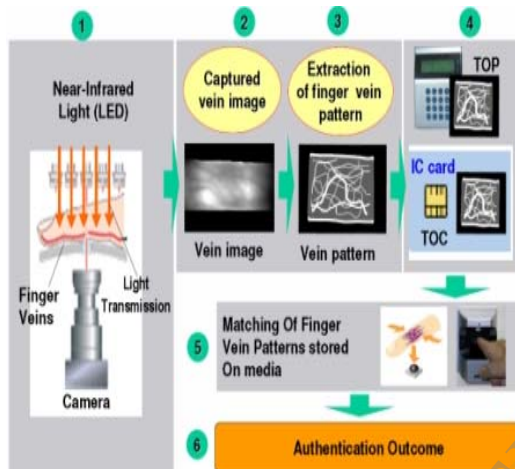 1
Near-Infrared
Light (LED)
Finger
Veins
Light
Transmission
Camera
2
Captured
vein image
Vein image
3
Extraction
of finger vein
pattern
Vein pattern
4
TOP
IC card
TOC
5
Matching Of Finger
Vein Patterns stored
On media
6
Authentication Outcome